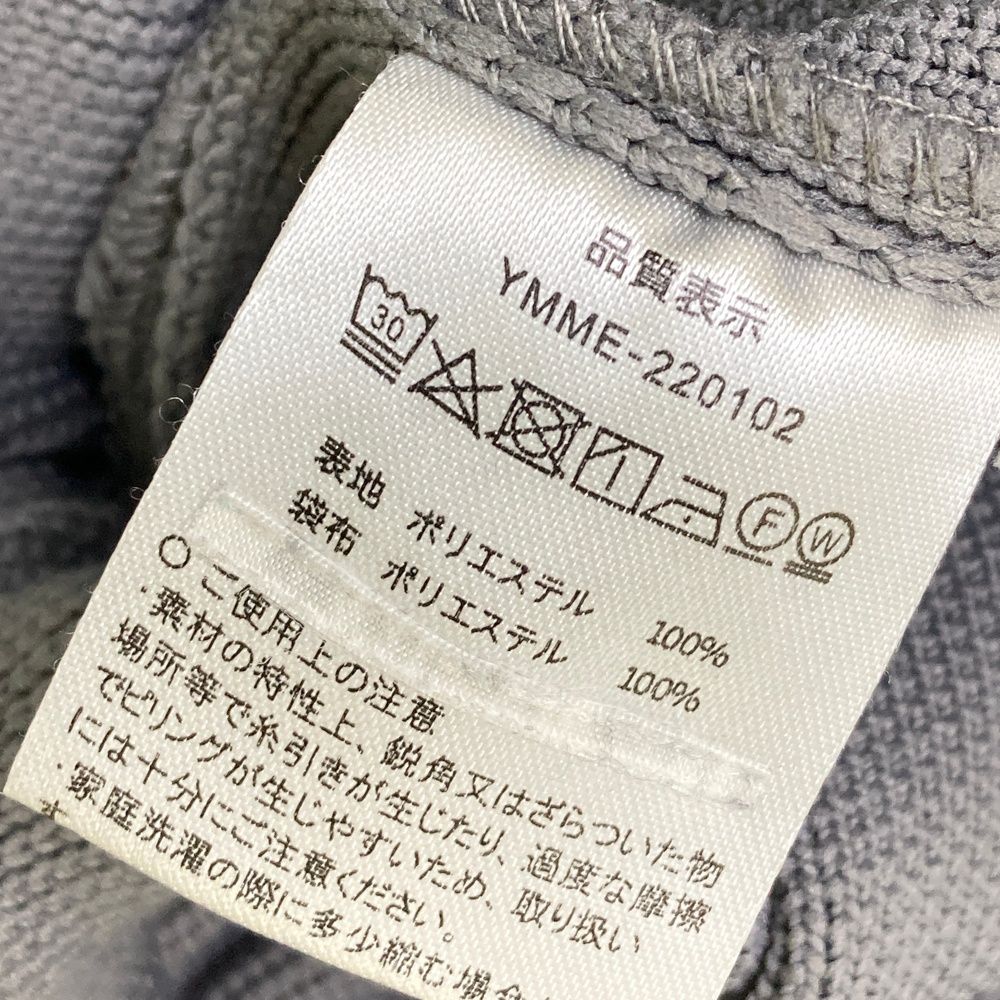 品質表示
YMME-220102
30
F W
表地 ポリエステル 100%
袋布 ポリエステル 100%
○ご使用上の注意
・素材の特性上、鋭角又はざらついた物
場所等で糸引きが生じたり、過度な摩擦
でピリングが生じやすいため、取り扱い
には十分にご注意ください。
・家庭洗濯の際に多少縮む場合